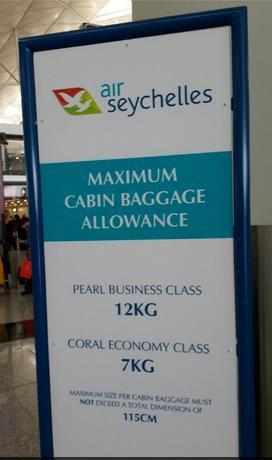 air
seychelles
MAXIMUM
CABIN BAGGAGE
ALLOWANCE
PEARL BUSINESS CLASS
12KG
CORAL ECONOMY CLASS
7KG
MAXIMUM SIZE PER CABIN BAGGAGE MUST
NOT EXCEED A TOTAL DIMENSION OF
115CM